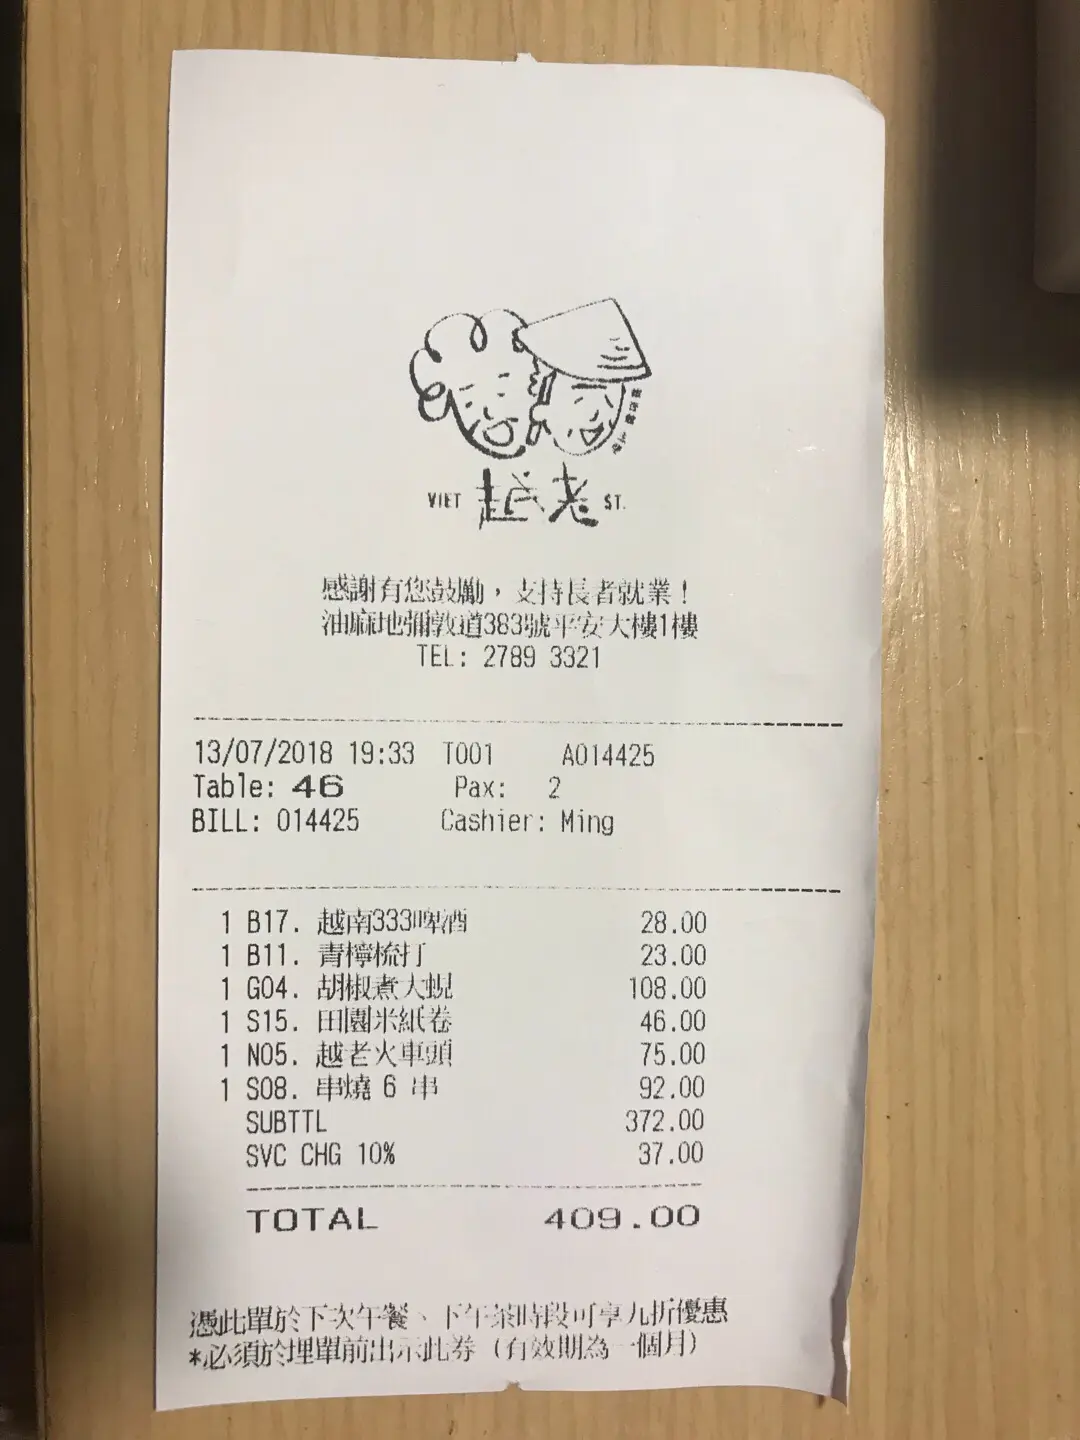 VIET 越老 ST.
感謝有您鼓勵，支持長者就業！
油麻地彌敦道383號平安大樓1樓
TEL: 2789 3321
13/07/2018 19:33 T001 A014425
Table: 46 Pax: 2
BILL: 014425 Cashier: Ming
1 B17. 越南333啤酒 28.00
1 B11. 青檸梳打 23.00
1 G04. 胡椒煮大蜆 108.00
1 S15. 田園米紙卷 46.00
1 N05. 越老火車頭 75.00
1 S08. 串燒 6 串 92.00
SUBTTL 372.00
SVC CHG 10% 37.00
TOTAL 409.00
憑此單於下次午餐、下午茶時段可享九折優惠
*必須於埋單前出示此券（有效期為一個月）